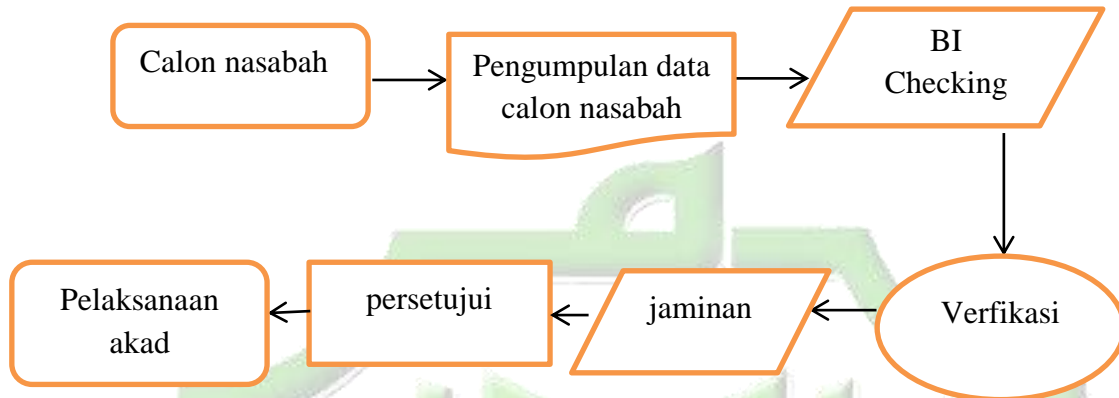 Calon nasabah
Pengumpulan data
calon nasabah
BI
Checking
Verfikasi
jaminan
persetujui
Pelaksanaan
akad